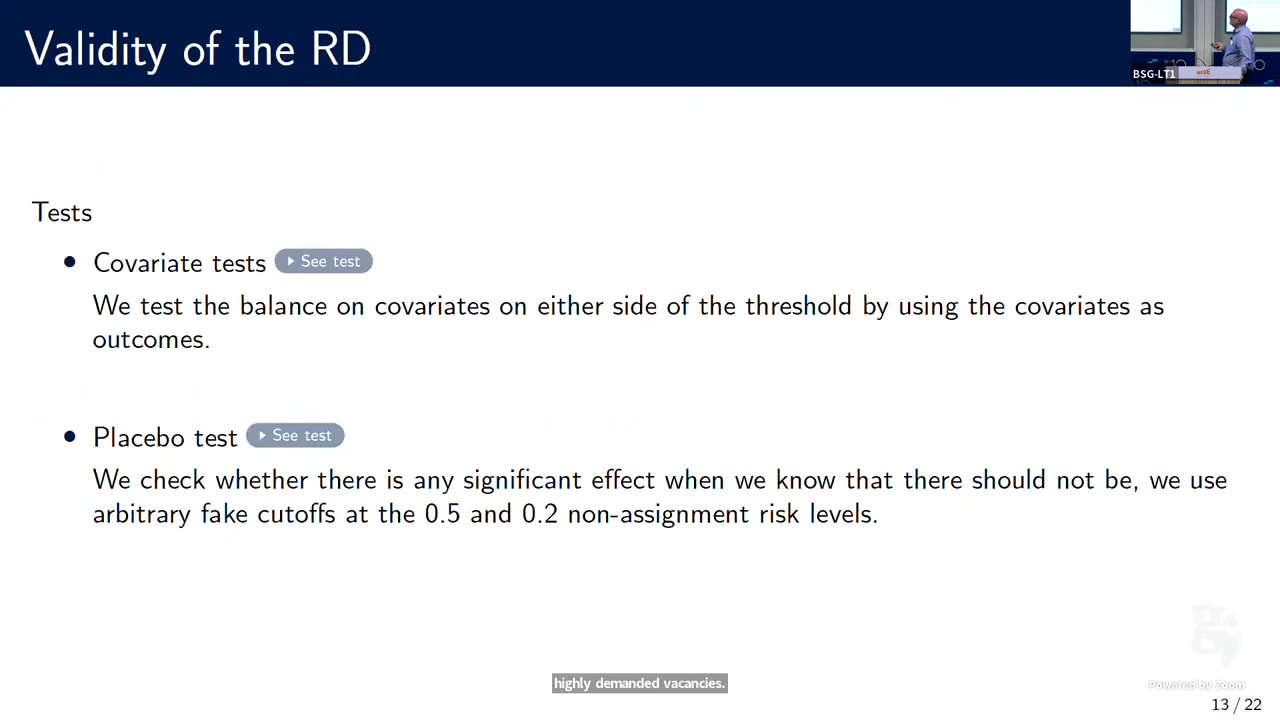 Validity of the RD
BSG-LT1
Tests
• Covariate tests See test
We test the balance on covariates on either side of the threshold by using the covariates as
outcomes.
• Placebo test See test
We check whether there is any significant effect when we know that there should not be, we use
arbitrary fake cutoffs at the 0.5 and 0.2 non-assignment risk levels.
highly demanded vacancies.
Powered by Zoom
13 / 22